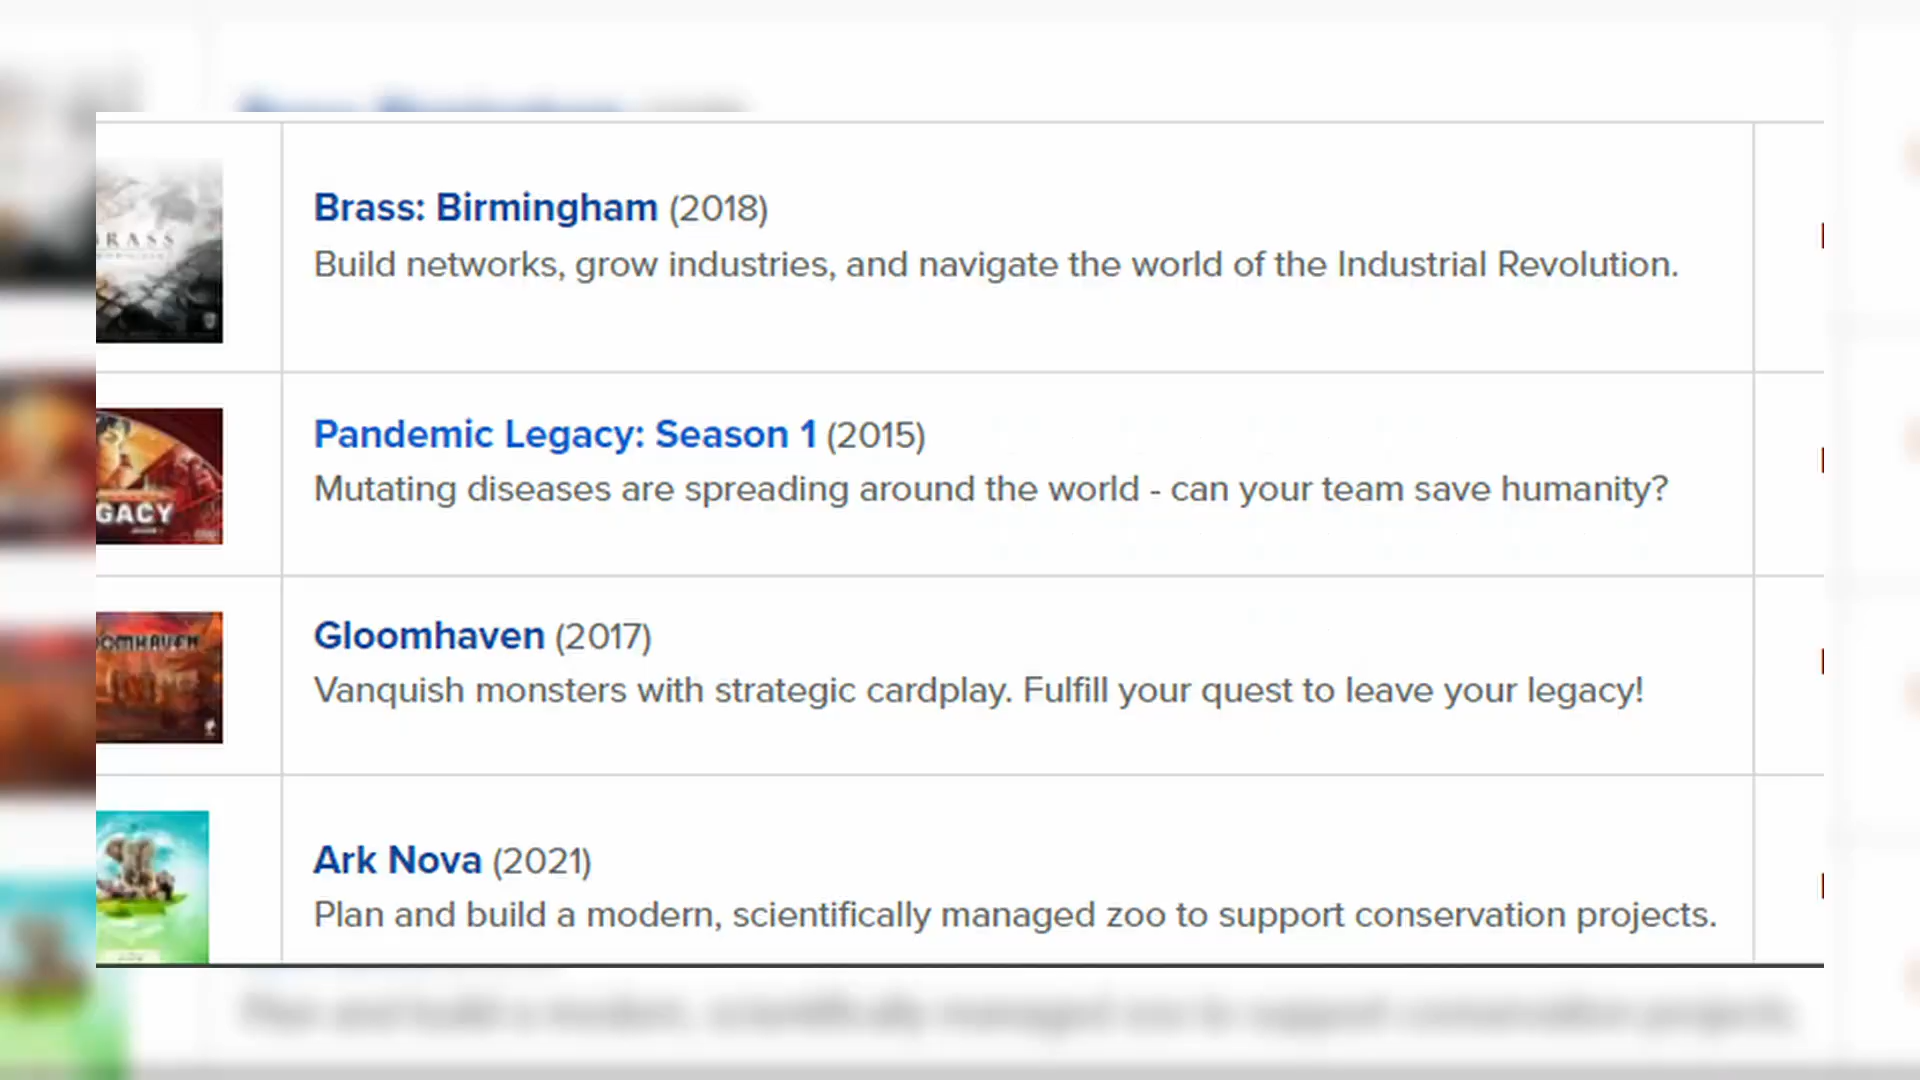 Brass: Birmingham (2018)
Build networks, grow industries, and navigate the world of the Industrial Revolution.
Pandemic Legacy: Season 1 (2015)
Mutating diseases are spreading around the world - can your team save humanity?
GACY
Gloomhaven (2017)
Vanquish monsters with strategic cardplay. Fulfill your quest to leave your legacy!
OOMHAVEN
Ark Nova (2021)
Plan and build a modern, scientifically managed zoo to support conservation projects.